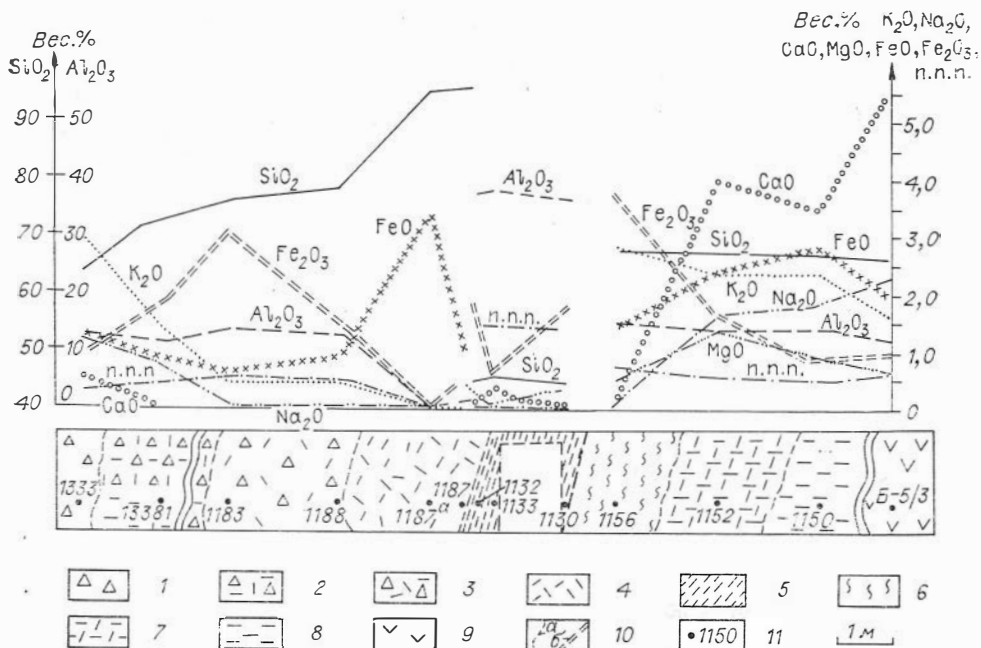 Вес.%
SiO₂ Al₂O₃
Вес.% K₂O, Na₂O,
CaO, MgO, FeO, Fe₂O₃,
п.п.п.
90 50
80 40
70 30
60 20
50 10
40 0
5,0
4,0
3,0
2,0
1,0
0
SiO₂
K₂O
Fe₂O₃
Al₂O₃
п.п.п
CaO
Na₂O
FeO
Al₂O₃
п.п.п.
SiO₂
Fe₂O₃
CaO
SiO₂
FeO
K₂O
Na₂O
Al₂O₃
MgO
п.п.п.
1333 13381 1183 1188 1187 1187а 1132 1133 1130 1156 1152 1150 Б-5/3
1 2 3 4 5 6
7 8 9 а б 10 •1150 11 1м